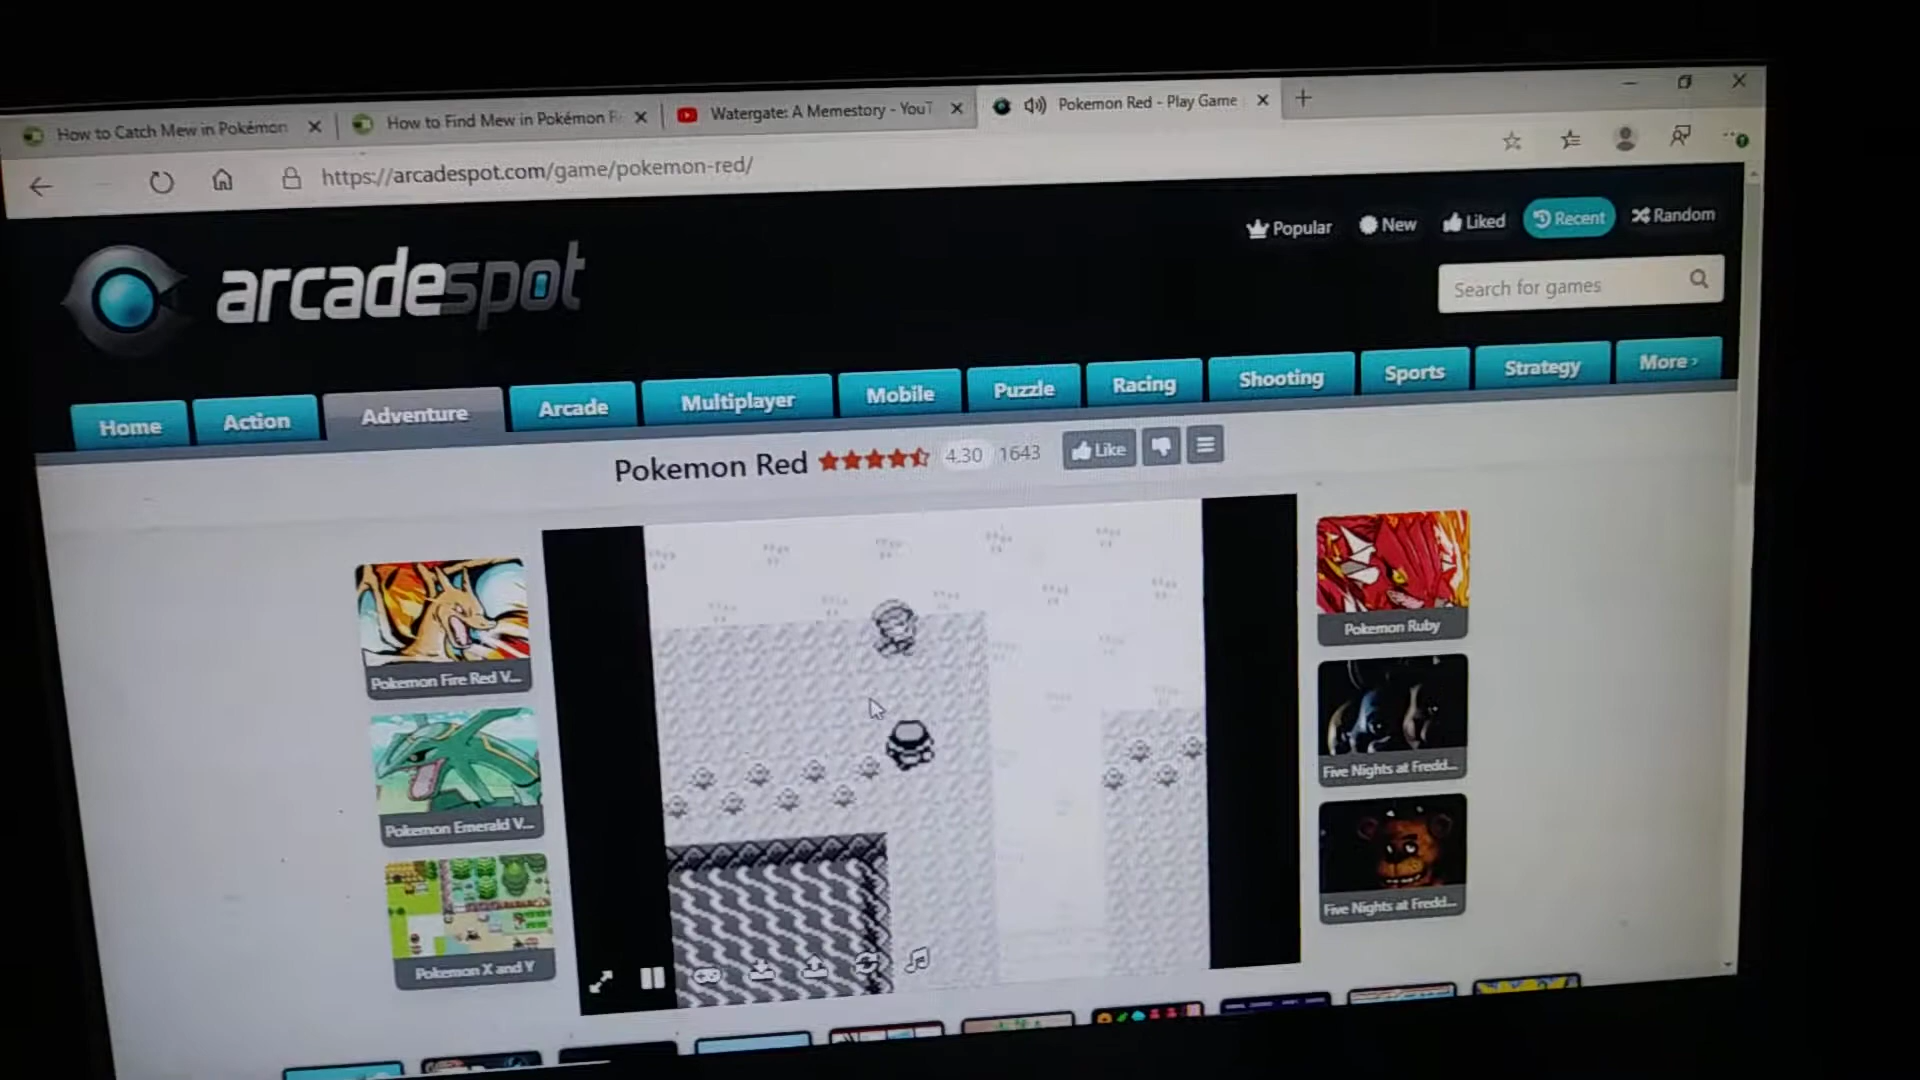 How to Catch Mew in Pokémon
How to Find Mew in Pokémon R
Watergate: A Memestory - YouT
Pokemon Red - Play Game
https://arcadespot.com/game/pokemon-red/
Popular
New
Liked
Recent
Random
arcadespot
Search for games
Home
Action
Adventure
Arcade
Multiplayer
Mobile
Puzzle
Racing
Shooting
Sports
Strategy
More ›
Pokemon Red
4.30
1643
Like
Pokemon Fire Red V...
Pokemon Emerald V...
Pokemon X and Y
Pokemon Ruby
Five Nights at Fredd...
Five Nights at Fredd...